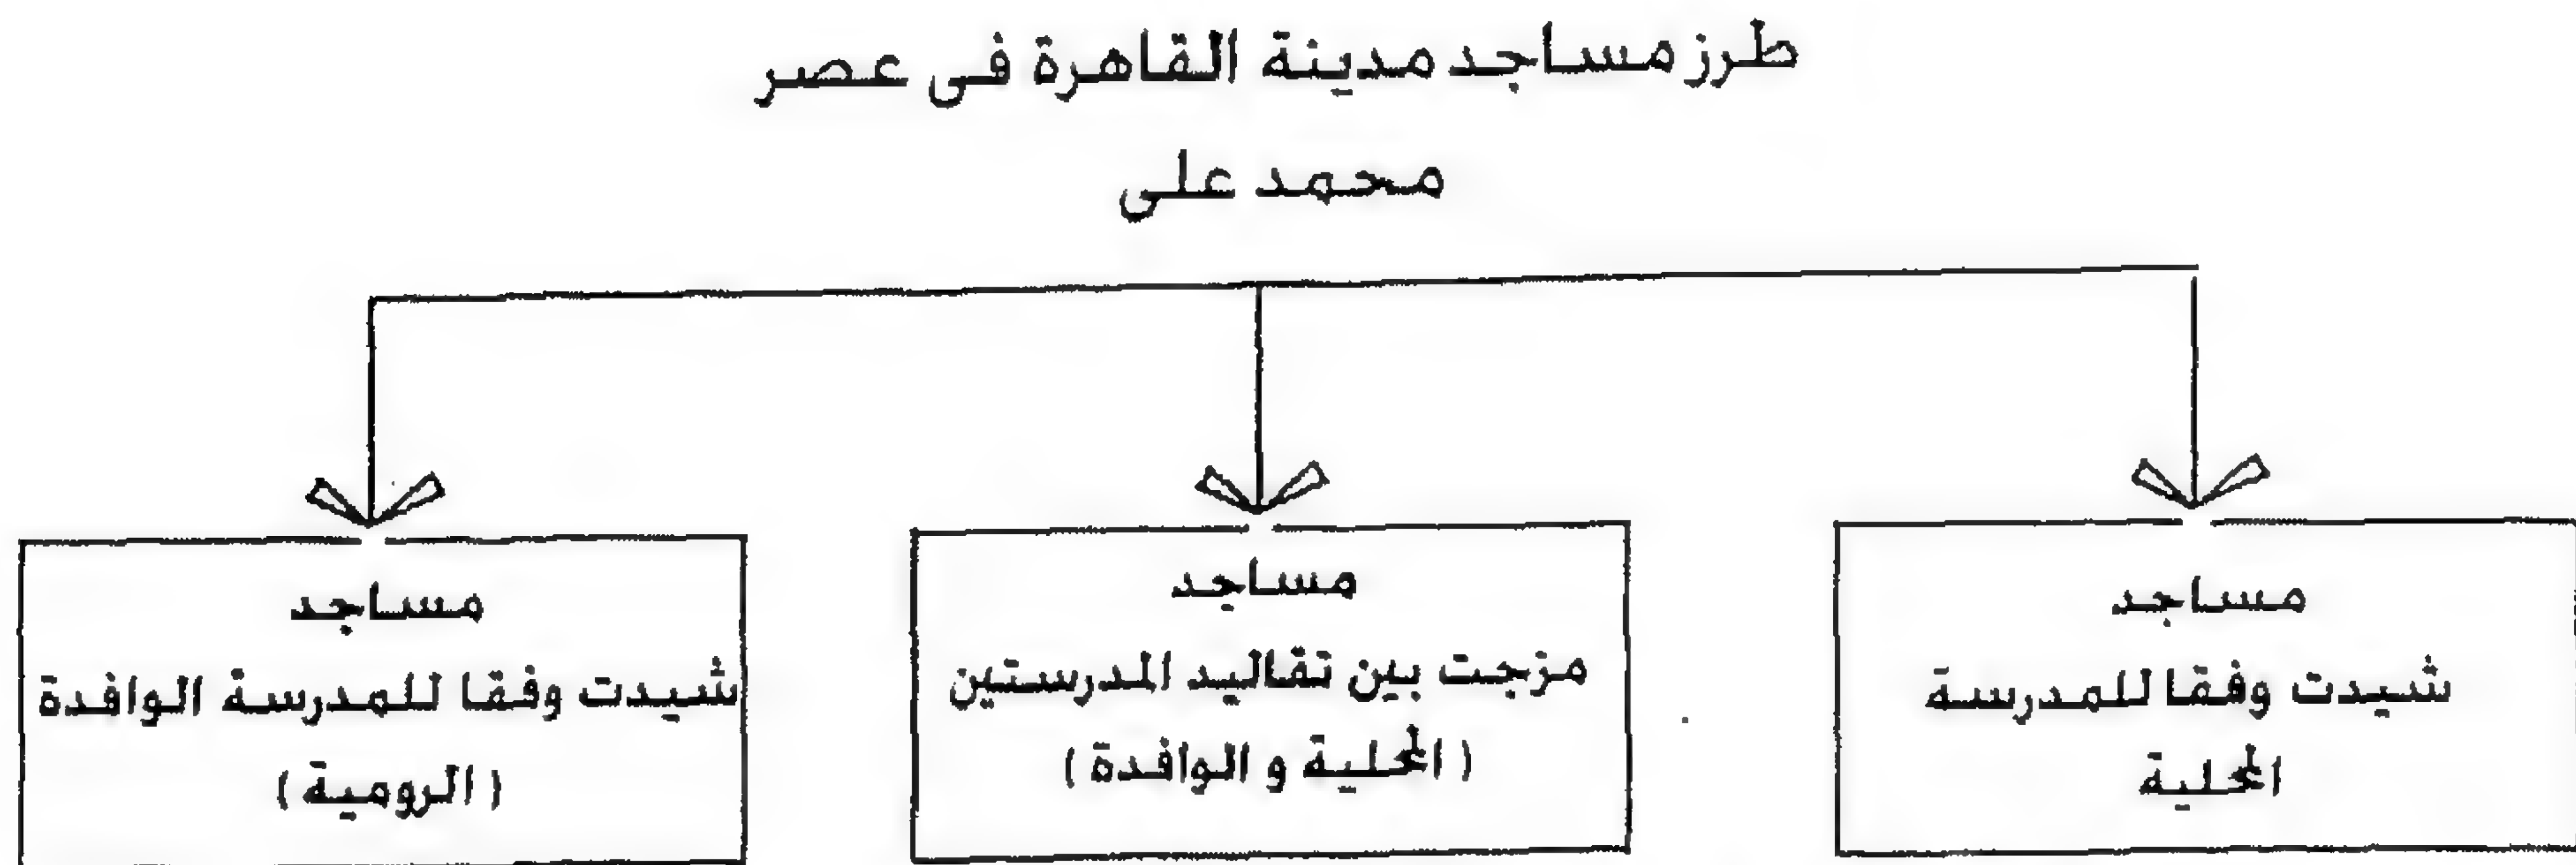 طرز مساجد مدينة القاهرة فى عصر
محمد على
مساجد
شيدت وفقا للمدرسة
المحلية
مساجد
مزجت بين تقاليد المدرستين
(المحلية و الوافدة)
مساجد
شيدت وفقا للمدرسة الوافدة
(الرومية)